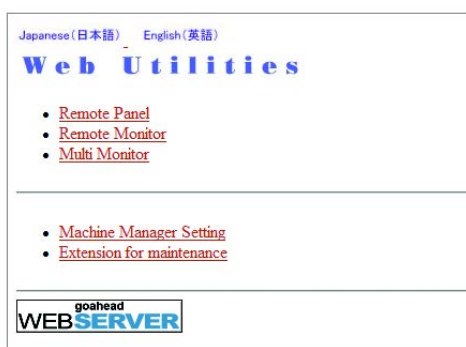 Japanese(日本語) English(英語)
Web Utilities
Remote Panel
Remote Monitor
Multi Monitor
Machine Manager Setting
Extension for maintenance
goahead
WEBSERVER